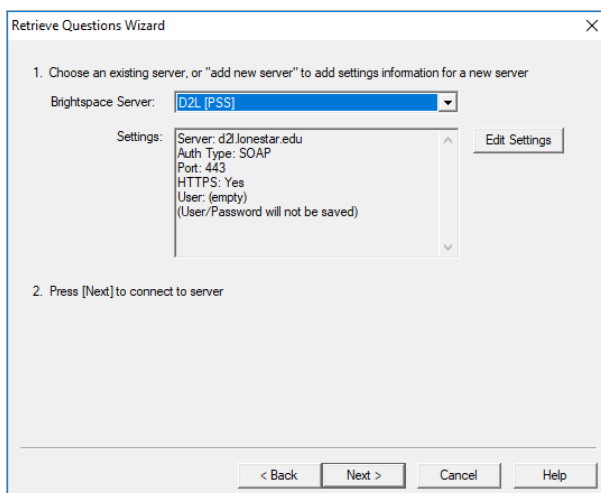 Retrieve Questions Wizard
1. Choose an existing server, or "add new server" to add settings information for a new server
Brightspace Server: D2L [PSS]
Settings: Server: d2l.lonestar.edu Edit Settings
Auth Type: SOAP
Port: 443
HTTPS: Yes
User: (empty)
(User/Password will not be saved)
2. Press [Next] to connect to server
< Back Next > Cancel Help